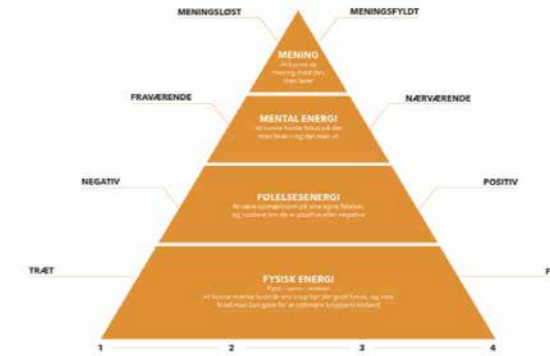 MENINGSLØST
MENINGSFYLDT
MENING
At kunne se
mening med det,
man laver
FRAVÆRENDE
NÆRVÆRENDE
MENTAL ENERGI
At kunne holde fokus på det
man laver – og det man vil
NEGATIV
POSITIV
FØLELSESENERGI
At være opmærksom på sine egne følelser
og vurdere om de er positive eller negative
TRÆT
F
FYSISK ENERGI
At kunne mærke hvornår ens krop har det godt fysisk, og vide
hvad man kan gøre for at optimere kroppens tilstand
1
2
3
4